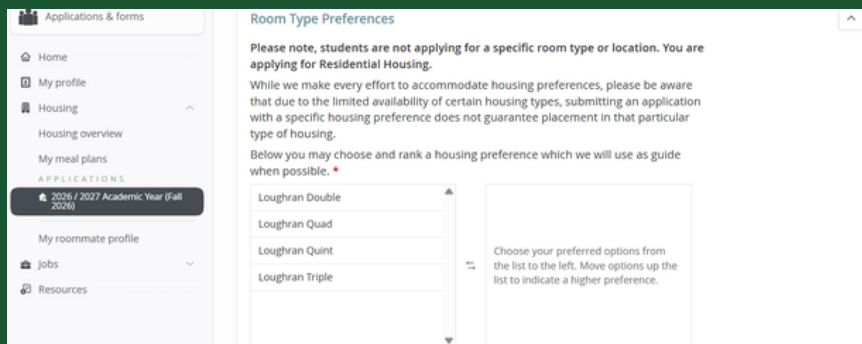 Applications & forms
Home
My profile
Housing
Housing overview
My meal plans
APPLICATIONS
2026 / 2027 Academic Year (Fall
2026)
My roommate profile
Jobs
Resources
Room Type Preferences
Please note, students are not applying for a specific room type or location. You are
applying for Residential Housing.
While we make every effort to accommodate housing preferences, please be aware
that due to the limited availability of certain housing types, submitting an application
with a specific housing preference does not guarantee placement in that particular
type of housing.
Below you may choose and rank a housing preference which we will use as guide
when possible. *
Loughran Double
Loughran Quad
Loughran Quint
Loughran Triple
Choose your preferred options from
the list to the left. Move options up the
list to indicate a higher preference.